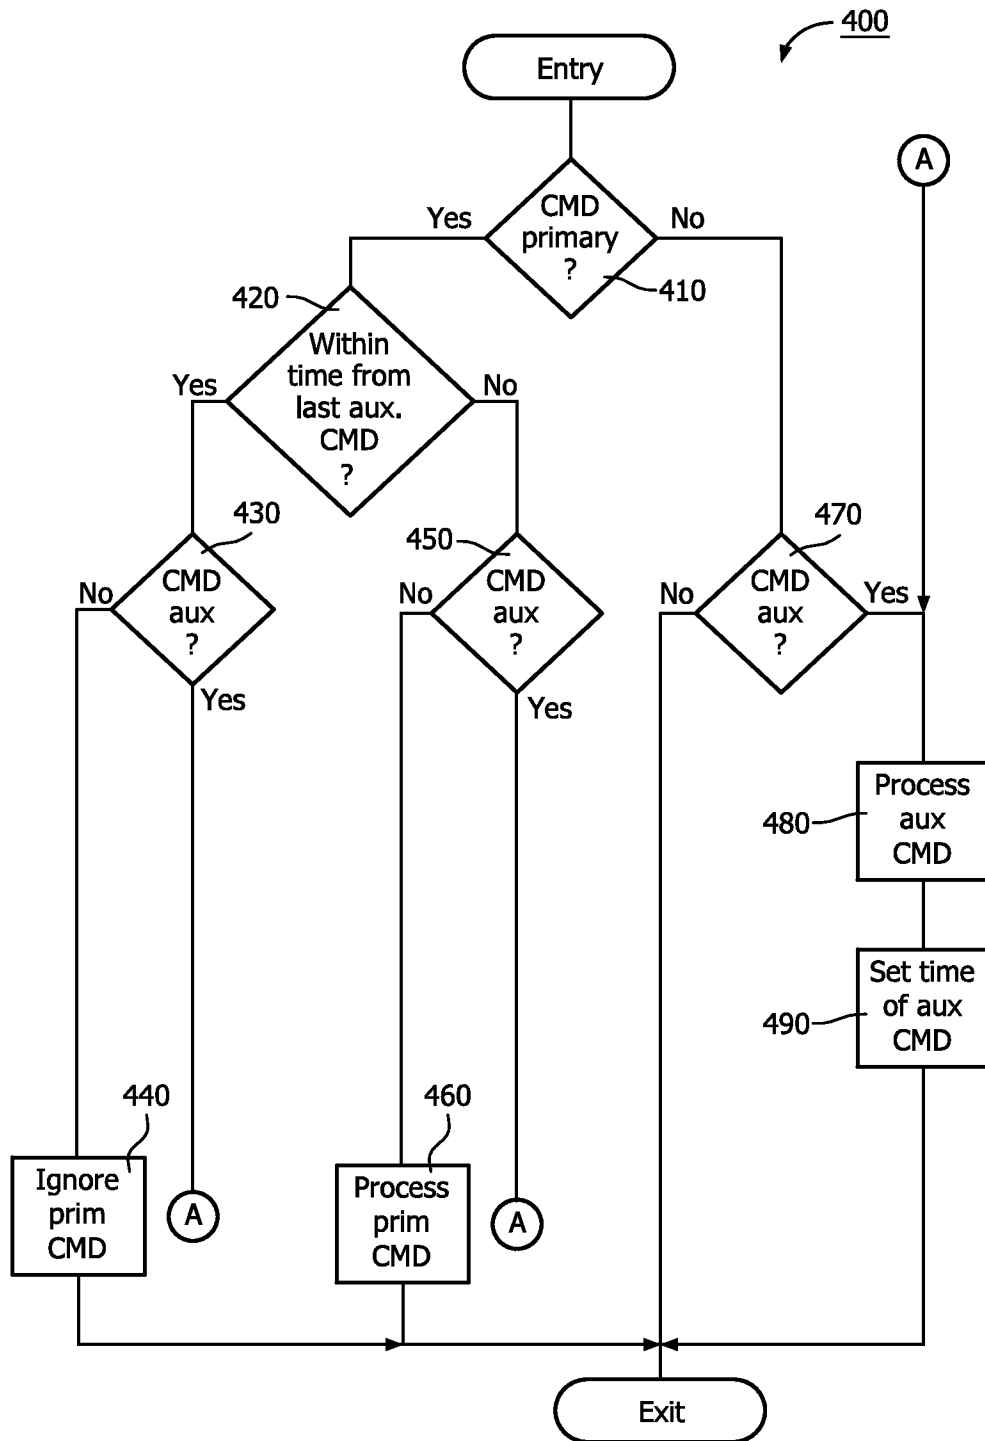 400
Entry
A
CMD
primary
?
Yes
No
410
420
Within
time from
last aux.
CMD
?
Yes
No
430
CMD
aux
?
No
Yes
450
CMD
aux
?
No
Yes
470
CMD
aux
?
No
Yes
Process
aux
CMD
480
Set time
of aux
CMD
490
440
Ignore
prim
CMD
A
460
Process
prim
CMD
A
Exit